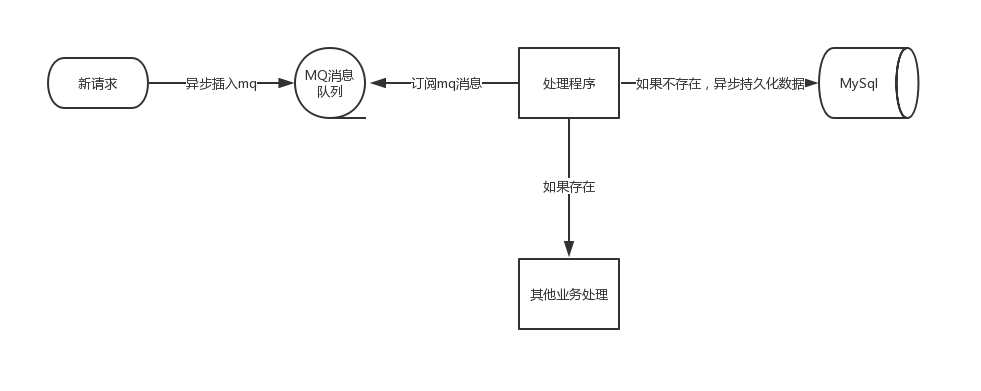 新请求
异步插入mq
MQ消息
队列
订阅mq消息
处理程序
如果不存在，异步持久化数据
MySql
如果存在
其他业务处理